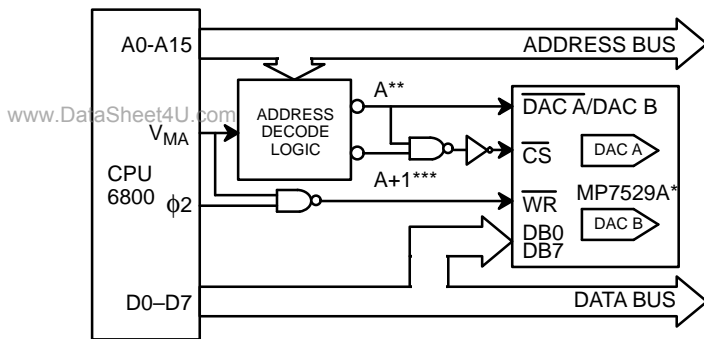 A0-A15
ADDRESS BUS
A**
www.DataSheet4U.com
ADDRESS
DECODE
LOGIC
DAC A/DAC B
VMA
CS
DAC A
CPU
6800
A+1***
ϕ2
WR
MP7529A*
DB0
DB7
DAC B
D0–D7
DATA BUS